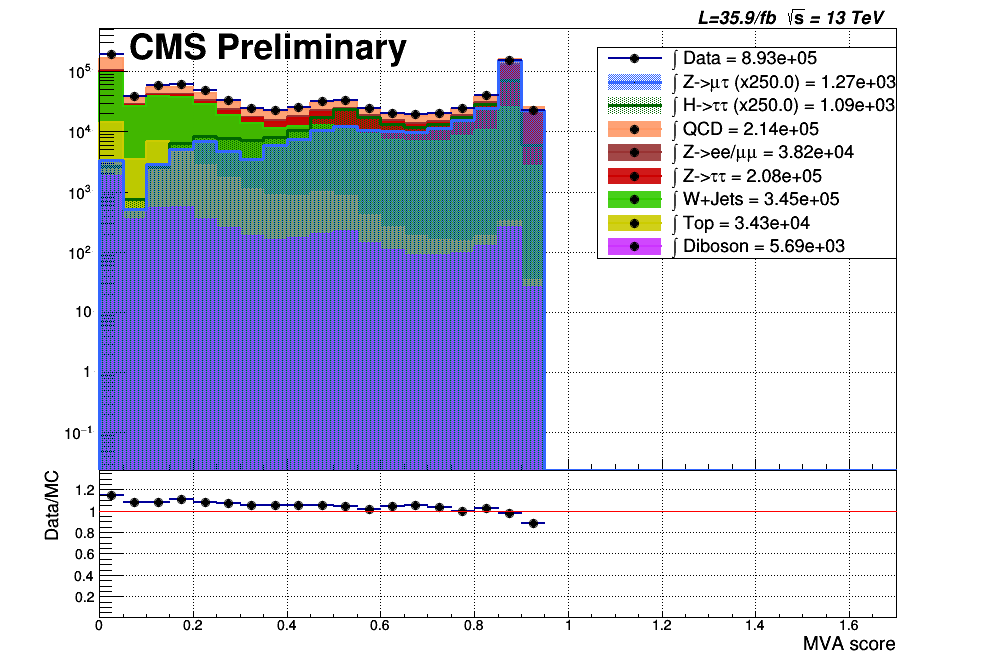 L=35.9/fb √s = 13 TeV
CMS Preliminary
∫ Data = 8.93e+05
∫ Z->μτ (x250.0) = 1.27e+03
∫ H->ττ (x250.0) = 1.09e+03
∫ QCD = 2.14e+05
∫ Z->ee/μμ = 3.82e+04
∫ Z->ττ = 2.08e+05
∫ W+Jets = 3.45e+05
∫ Top = 3.43e+04
∫ Diboson = 5.69e+03
10⁵
10⁴
10³
10²
10
1
10⁻¹
Data/MC
1.2
1
0.8
0.6
0.4
0.2
0 0.2 0.4 0.6 0.8 1 1.2 1.4 1.6
MVA score